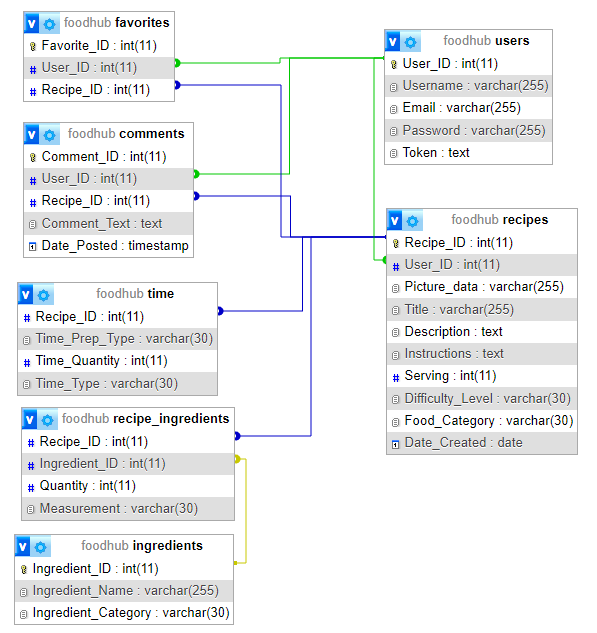 foodhub favorites
Favorite_ID : int(11)
# User_ID : int(11)
# Recipe_ID : int(11)
foodhub comments
Comment_ID : int(11)
# User_ID : int(11)
# Recipe_ID : int(11)
Comment_Text : text
Date_Posted : timestamp
foodhub time
# Recipe_ID : int(11)
Time_Prep_Type : varchar(30)
# Time_Quantity : int(11)
Time_Type : varchar(30)
foodhub recipe_ingredients
# Recipe_ID : int(11)
# Ingredient_ID : int(11)
# Quantity : int(11)
Measurement : varchar(30)
foodhub ingredients
Ingredient_ID : int(11)
Ingredient_Name : varchar(255)
Ingredient_Category : varchar(30)
foodhub users
User_ID : int(11)
Username : varchar(255)
Email : varchar(255)
Password : varchar(255)
Token : text
foodhub recipes
Recipe_ID : int(11)
# User_ID : int(11)
Picture_data : varchar(255)
Title : varchar(255)
Description : text
Instructions : text
# Serving : int(11)
Difficulty_Level : varchar(30)
Food_Category : varchar(30)
Date_Created : date